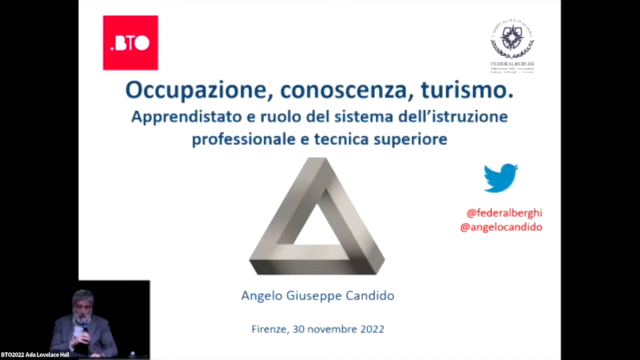 .BTO
FEDERALBERGHI
Occupazione, conoscenza, turismo.
Apprendistato e ruolo del sistema dell'istruzione
professionale e tecnica superiore
@federalberghi
@angelocandido
Angelo Giuseppe Candido
Firenze, 30 novembre 2022
BTO2022 Ada Lovelace Hall